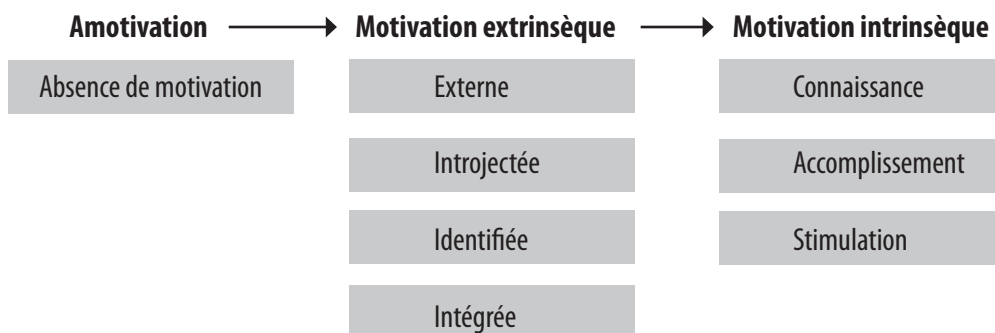 Amotivation
Motivation extrinsèque
Motivation intrinsèque
Absence de motivation
Externe
Connaissance
Introjectée
Accomplissement
Identifiée
Stimulation
Intégrée